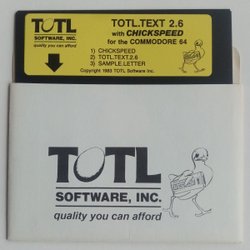 TOTL
SOFTWARE, INC.
quality you can afford
TOTL.TEXT 2.6
with CHICKSPEED
for the COMMODORE 64
1) CHICKSPEED
2) TOTL.TEXT.2.6
3) SAMPLE.LETTER
Copyright 1983 TOTL Software Inc.
TOTL
SOFTWARE, INC.
quality you can afford